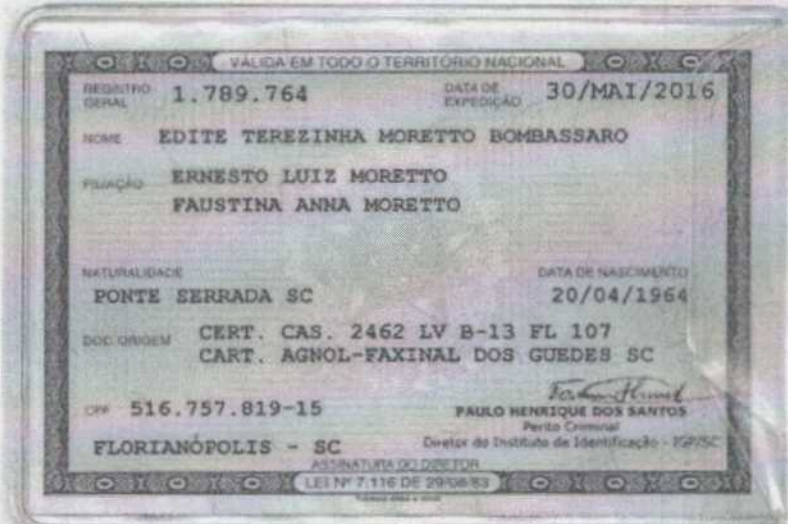 VÁLIDA EM TODO O TERRITÓRIO NACIONAL
REGISTRO GERAL 1.789.764 DATA DE EXPEDIÇÃO 30/MAI/2016
NOME EDITE TEREZINHA MORETTO BOMBASSARO
FILIAÇÃO ERNESTO LUIZ MORETTO
FAUSTINA ANNA MORETTO
NATURALIDADE DATA DE NASCIMENTO
PONTE SERRADA SC 20/04/1964
DOC. ORIGEM CERT. CAS. 2462 LV B-13 FL 107
CART. AGNOL-FAXINAL DOS GUEDES SC
CPF 516.757.819-15
PAULO HENRIQUE DOS SANTOS
Perito Criminal
FLORIANÓPOLIS - SC Diretor do Instituto de Identificação - IGP/SC
ASSINATURA DO DIRETOR
LEI Nº 7.116 DE 29/08/83